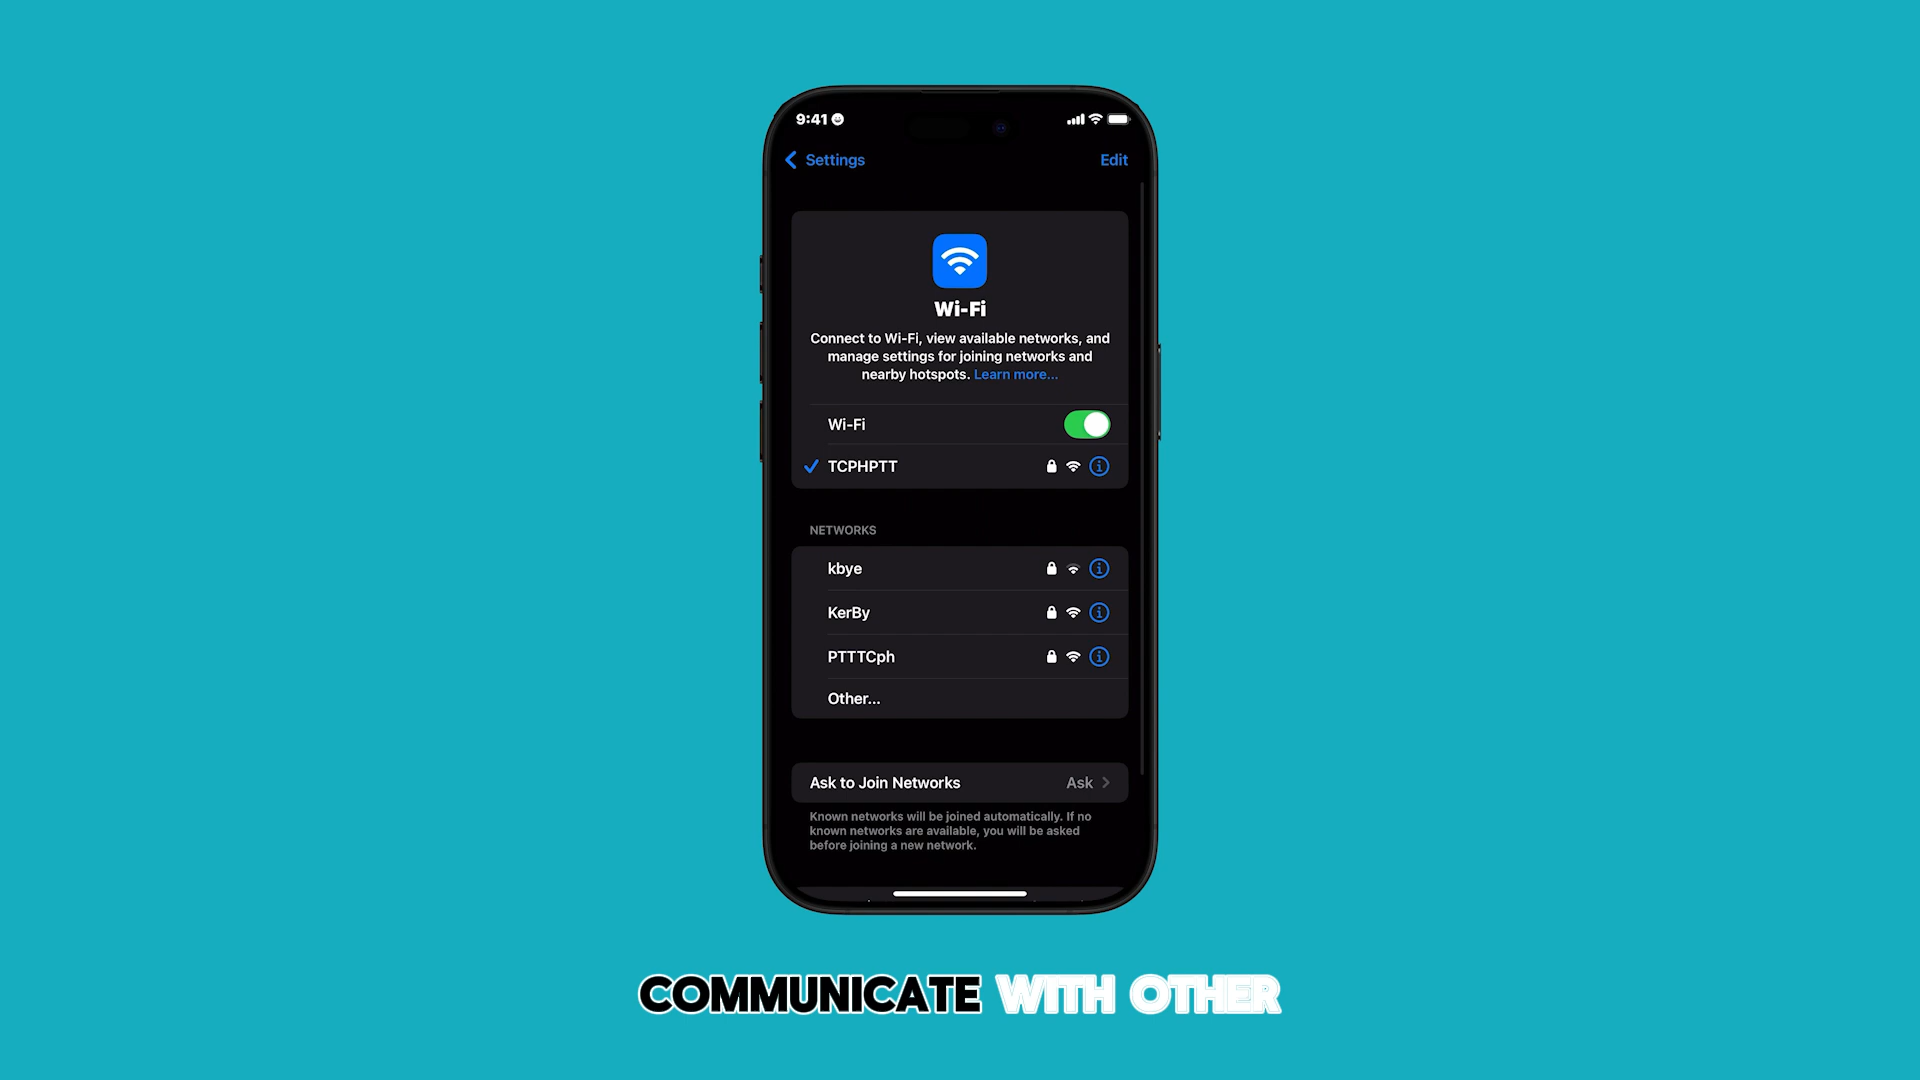 9:41
Settings
Edit
Wi-Fi
Connect to Wi-Fi, view available networks, and
manage settings for joining networks and
nearby hotspots. Learn more...
Wi-Fi
TCPHPTT
NETWORKS
kbye
KerBy
PTTTCph
Other...
Ask to Join Networks
Ask
Known networks will be joined automatically. If no
known networks are available, you will be asked
before joining a new network.
COMMUNICATE WITH OTHER